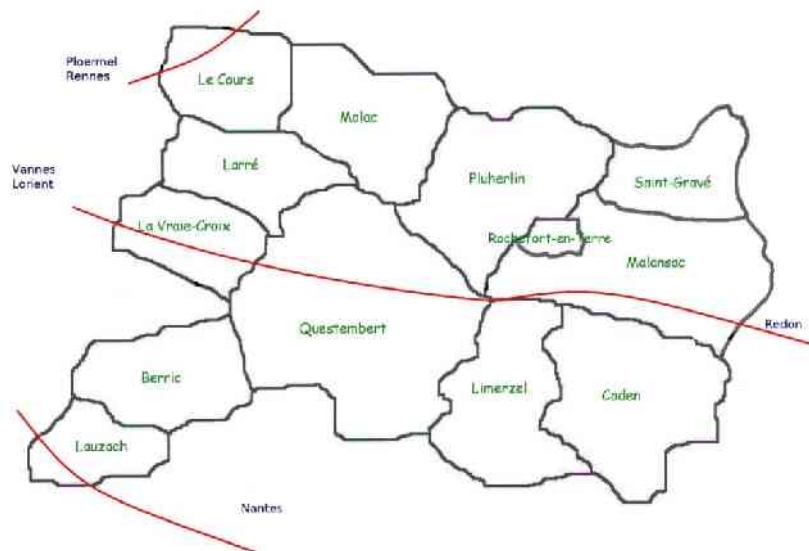 Ploermel
Rennes
Le Cours
Molac
Vannes
Lorient
Larré
Pluherlin
Saint-Gravé
La Vraie-Croix
Rochefort-en-Terre
Malansac
Questembert
Redon
Berric
Limerzel
Caden
Lauzach
Nantes